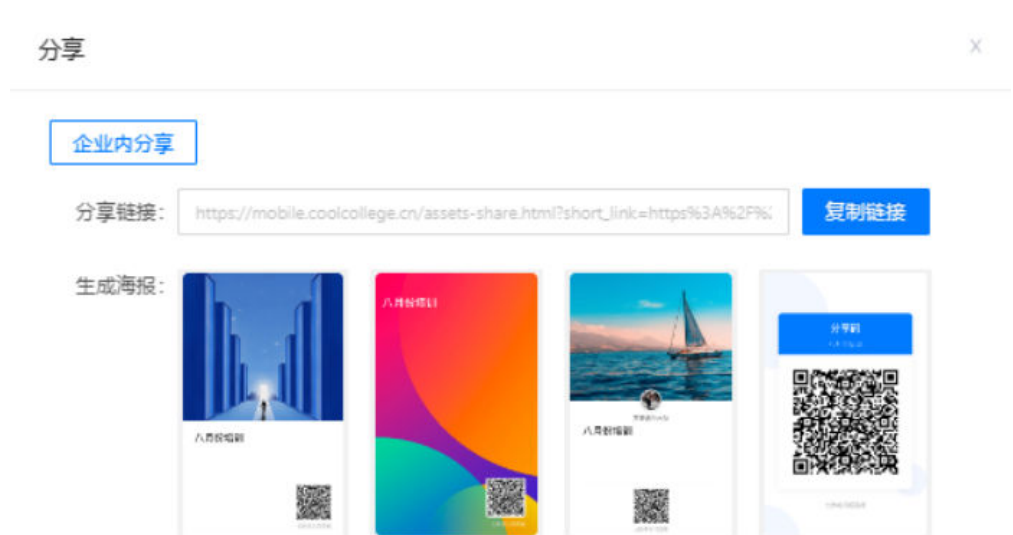 分享
X
企业内分享
分享链接:
https://mobile.coolcollege.cn/assets-share.html?short_link=https%3A%2F%2
复制链接
生成海报:
八月份培训
八月份培训
八月份培训
分享到